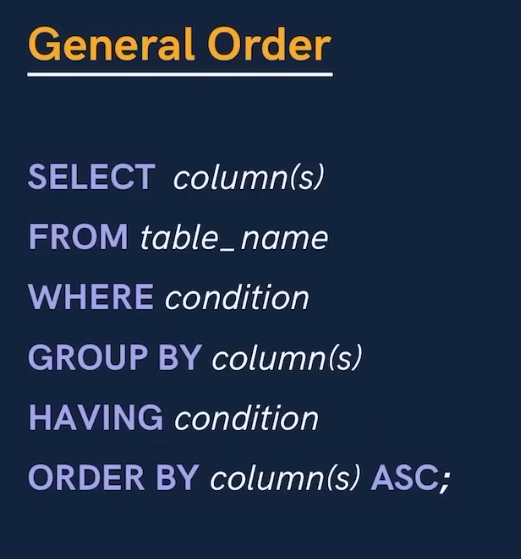 General Order
SELECT column(s)
FROM table_name
WHERE condition
GROUP BY column(s)
HAVING condition
ORDER BY column(s) ASC;